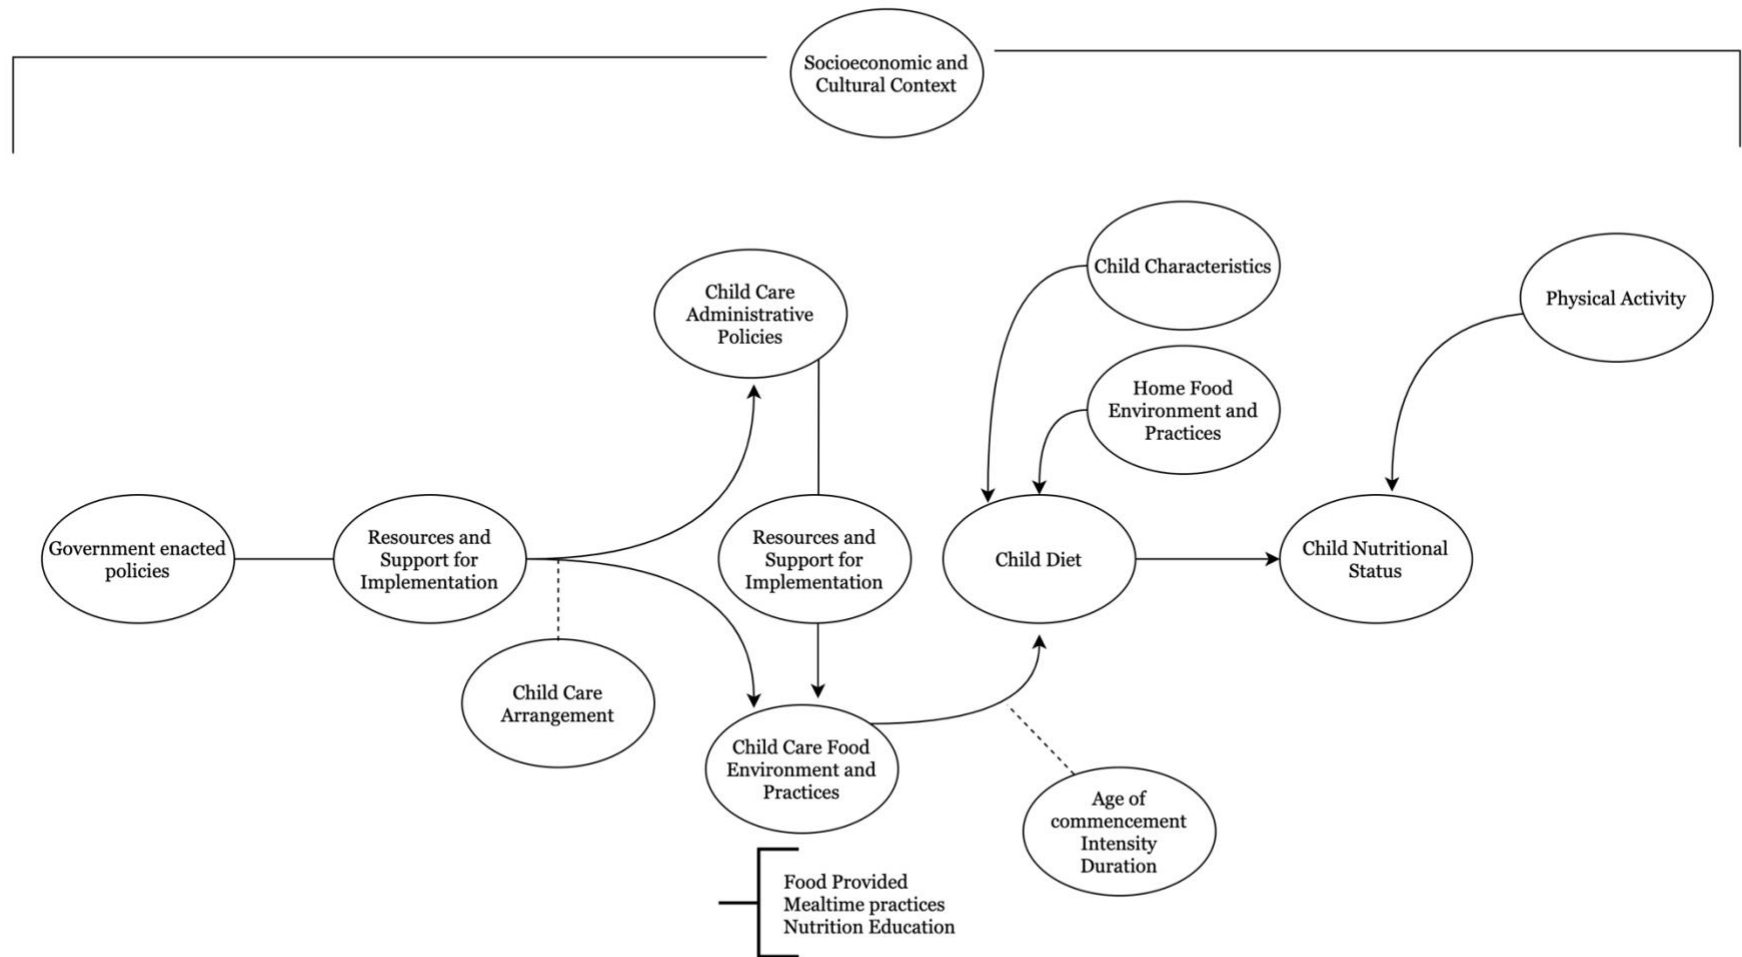 Socioeconomic and
Cultural Context
Child Characteristics
Physical Activity
Child Care
Administrative
Policies
Home Food
Environment and
Practices
Government enacted
policies
Resources and
Support for
Implementation
Resources and
Support for
Implementation
Child Diet
Child Nutritional
Status
Child Care
Arrangement
Child Care Food
Environment and
Practices
Age of
commencement
Intensity
Duration
Food Provided
Mealtime practices
Nutrition Education